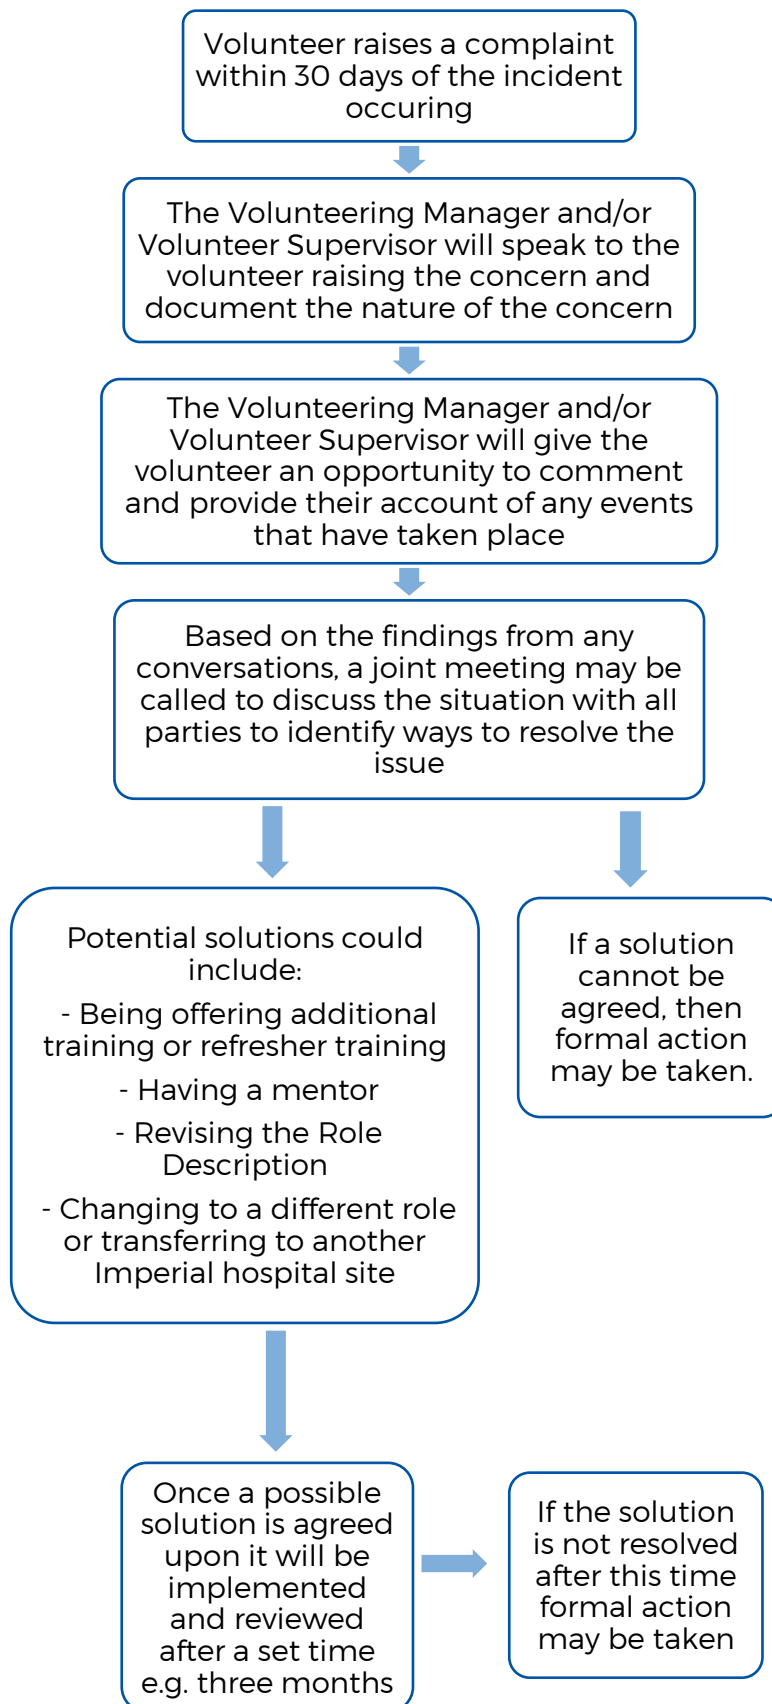 Volunteer raises a complaint
within 30 days of the incident
occuring
The Volunteering Manager and/or
Volunteer Supervisor will speak to the
volunteer raising the concern and
document the nature of the concern
The Volunteering Manager and/or
Volunteer Supervisor will give the
volunteer an opportunity to comment
and provide their account of any events
that have taken place
Based on the findings from any
conversations, a joint meeting may be
called to discuss the situation with all
parties to identify ways to resolve the
issue
Potential solutions could
include:
- Being offering additional
training or refresher training
- Having a mentor
- Revising the Role
Description
- Changing to a different role
or transferring to another
Imperial hospital site
If a solution
cannot be
agreed, then
formal action
may be taken.
Once a possible
solution is agreed
upon it will be
implemented
and reviewed
after a set time
e.g. three months
If the solution
is not resolved
after this time
formal action
may be taken